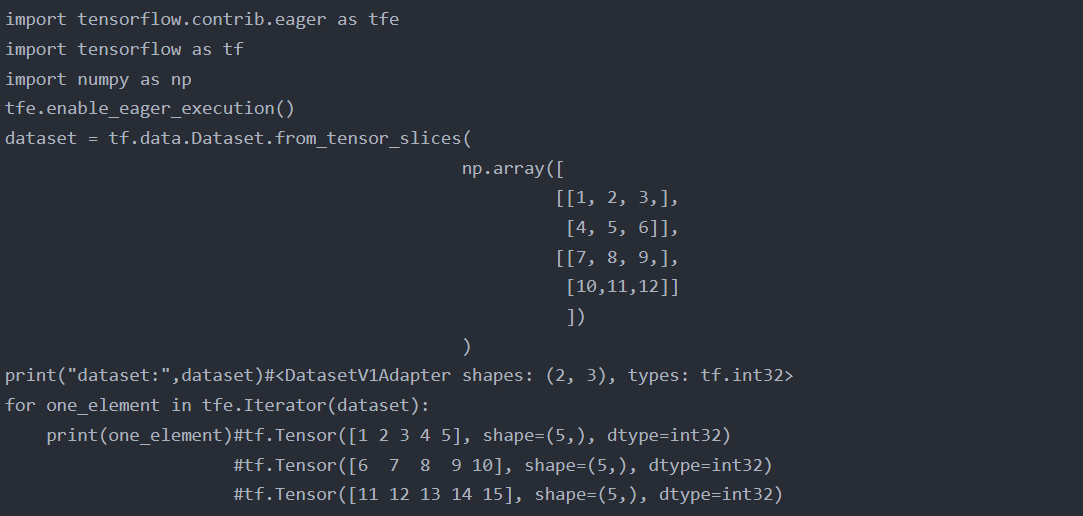 import tensorflow.contrib.eager as tfe
import tensorflow as tf
import numpy as np
tfe.enable_eager_execution()
dataset = tf.data.Dataset.from_tensor_slices(
                                            np.array([
                                                     [[1, 2, 3,],
                                                      [4, 5, 6]],
                                                     [[7, 8, 9,],
                                                      [10,11,12]]
                                                      ])
                                            )
print("dataset:",dataset)#<DatasetV1Adapter shapes: (2, 3), types: tf.int32>
for one_element in tfe.Iterator(dataset):
    print(one_element)#tf.Tensor([1 2 3 4 5], shape=(5,), dtype=int32)
                      #tf.Tensor([6  7  8  9 10], shape=(5,), dtype=int32)
                      #tf.Tensor([11 12 13 14 15], shape=(5,), dtype=int32)